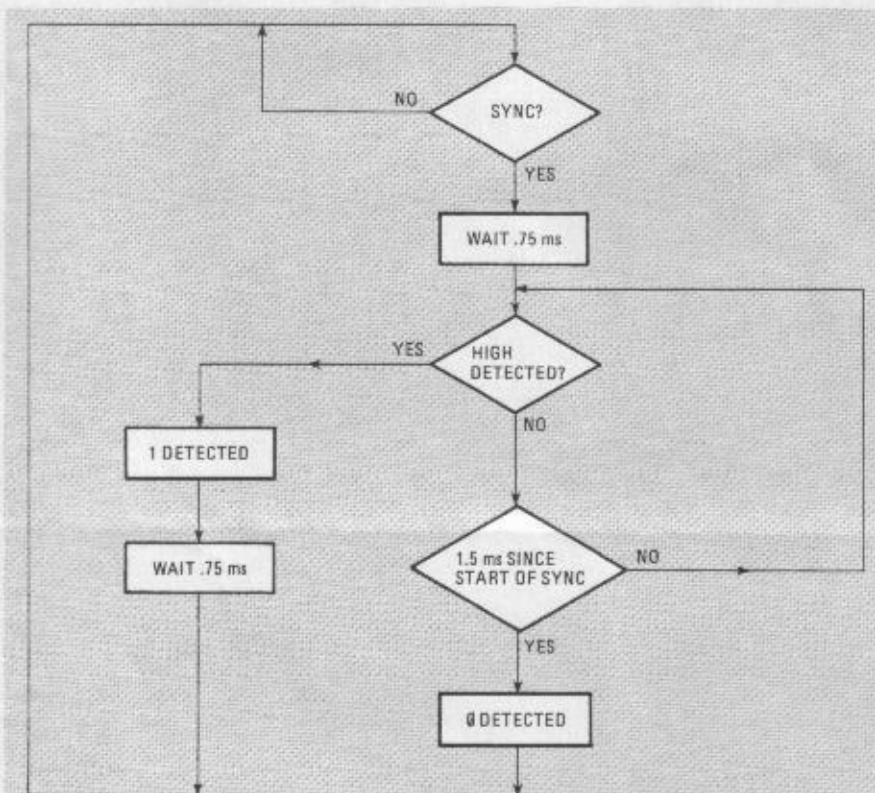 SYNC?
NO
YES
WAIT .75 ms
YES
HIGH
DETECTED?
NO
1 DETECTED
WAIT .75 ms
1.5 ms SINCE
START OF SYNC
NO
YES
Ø DETECTED